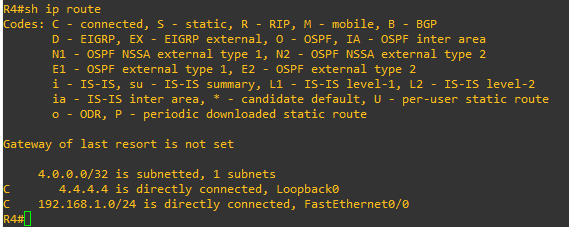 R4#sh ip route
Codes: C - connected, S - static, R - RIP, M - mobile, B - BGP
       D - EIGRP, EX - EIGRP external, O - OSPF, IA - OSPF inter area
       N1 - OSPF NSSA external type 1, N2 - OSPF NSSA external type 2
       E1 - OSPF external type 1, E2 - OSPF external type 2
       i - IS-IS, su - IS-IS summary, L1 - IS-IS level-1, L2 - IS-IS level-2
       ia - IS-IS inter area, * - candidate default, U - per-user static route
       o - ODR, P - periodic downloaded static route
Gateway of last resort is not set
     4.0.0.0/32 is subnetted, 1 subnets
C       4.4.4.4 is directly connected, Loopback0
C    192.168.1.0/24 is directly connected, FastEthernet0/0
R4#